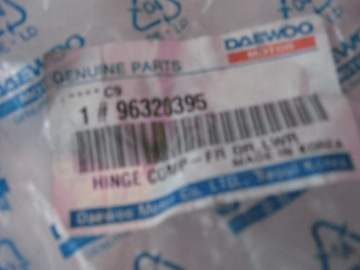 DAEWOO
MOTOR
GENUINE PARTS
C9
1 # 96320395
HINGE COMP-FR DR LWR
MADE IN KOREA
Daewoo Motor Co. LTD., Seoul Korea